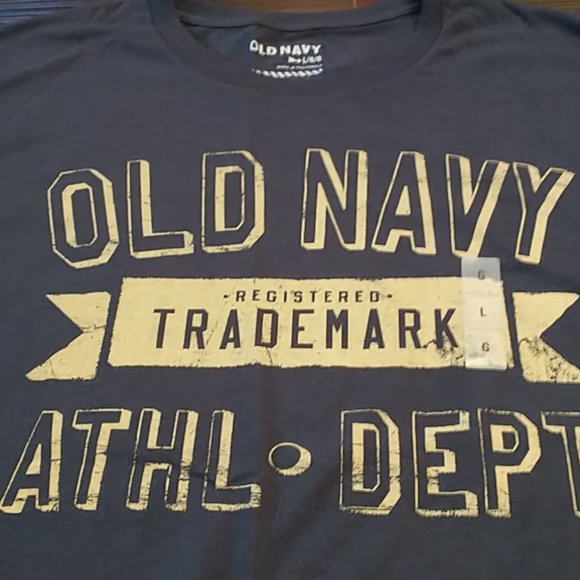 OLD NAVY
L/G/G
OLD NAVY
-REGISTERED-
TRADEMARK
G
L
G
ATHL • DEPT